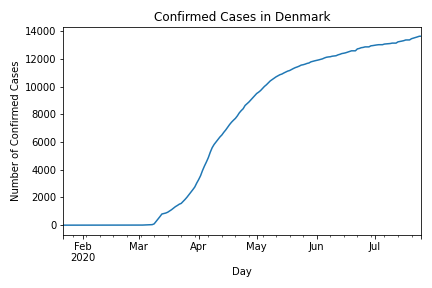 Confirmed Cases in Denmark
Number of Confirmed Cases
14000
12000
10000
8000
6000
4000
2000
0
Feb Mar Apr May Jun Jul
2020
Day